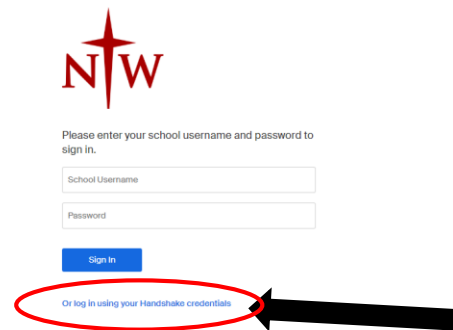 NW
Please enter your school username and password to
sign in.
School Username
Password
Sign In
Or log in using your Handshake credentials